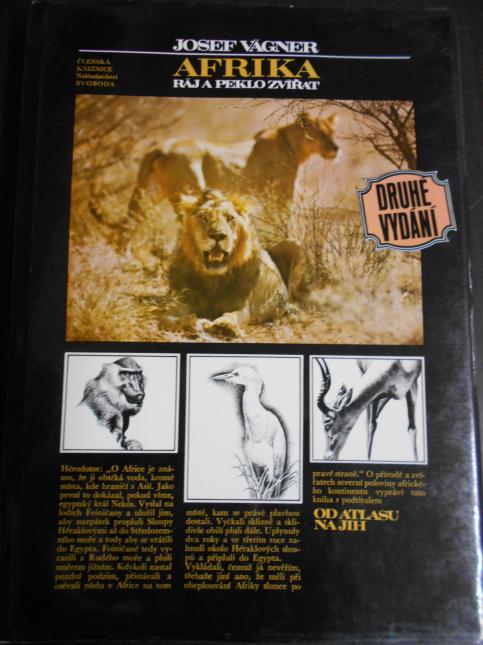 JOSEF VÁGNER
ČLENSKÁ
KNIŽNICE
Nakladatelství
SVOBODA
AFRIKA
RÁJ A PEKLO ZVÍŘAT
DRUHÉ
VYDÁNÍ
Hérodotos: „O Africe je zná-
mo, že ji obtéká voda, kromě
místa, kde hraničí s Asií. Jako
první to dokázal, pokud víme,
egyptský král Nekós. Vyslal na
lodích Foiničany a uložil jim
aby nazpátek propluli Sloupy
Héraklovými až do Středozem-
ního moře a tudy aby se vrátili
do Egypta. Foiničané tedy vy-
razili z Rudého moře a pluli
směrem jižním. Kdykoli nastal
pozdní podzim, přistávali a
osévali půdu v Africe na tom
místě, kam se právě plavbou
dostali. Vyčkali sklizně a skli-
divše obilí pluli dále. Uplynuly
dva roky a ve třetím roce za-
hnuli okolo Héraklových slou-
pů a připluli do Egypta.
Vykládali, čemuž já nevěřím,
třebaže jiní ano, že měli při
obeplouvání Afriky slunce po
pravé straně.“ O přírodě a zví-
řatech severní poloviny africké-
ho kontinentu vypráví tato
kniha s podtitulem
OD ATLASU
NA JIH